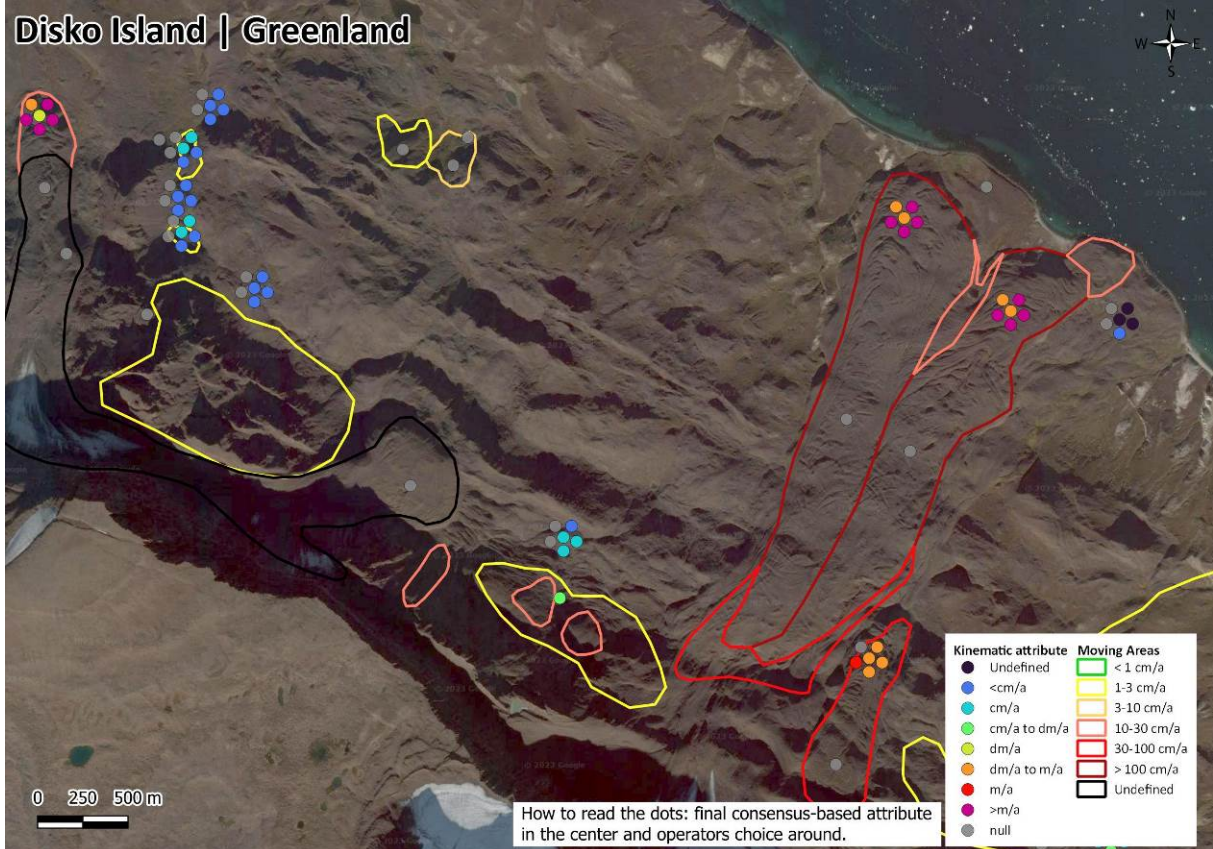 Disko Island | Greenland
N
W E
S
Kinematic attribute
Undefined
<cm/a
cm/a
cm/a to dm/a
dm/a
dm/a to m/a
m/a
>m/a
null
Moving Areas
< 1 cm/a
1-3 cm/a
3-10 cm/a
10-30 cm/a
30-100 cm/a
> 100 cm/a
Undefined
0 250 500 m
How to read the dots: final consensus-based attribute
in the center and operators choice around.
© 2023 Google